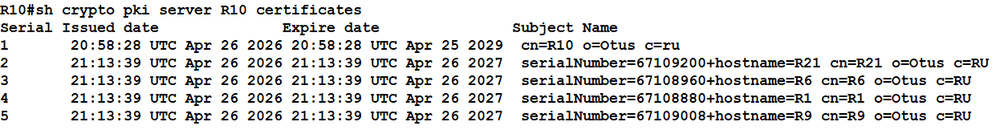 R10#sh crypto pki server R10 certificates
Serial Issued date              Expire date              Subject Name
1       20:58:28 UTC Apr 26 2026 20:58:28 UTC Apr 25 2029  cn=R10 o=Otus c=ru
2       21:13:39 UTC Apr 26 2026 21:13:39 UTC Apr 26 2027  serialNumber=67109200+hostname=R21 cn=R21 o=Otus c=RU
3       21:13:39 UTC Apr 26 2026 21:13:39 UTC Apr 26 2027  serialNumber=67108960+hostname=R6 cn=R6 o=Otus c=RU
4       21:13:39 UTC Apr 26 2026 21:13:39 UTC Apr 26 2027  serialNumber=67108880+hostname=R1 cn=R1 o=Otus c=RU
5       21:13:39 UTC Apr 26 2026 21:13:39 UTC Apr 26 2027  serialNumber=67109008+hostname=R9 cn=R9 o=Otus c=RU